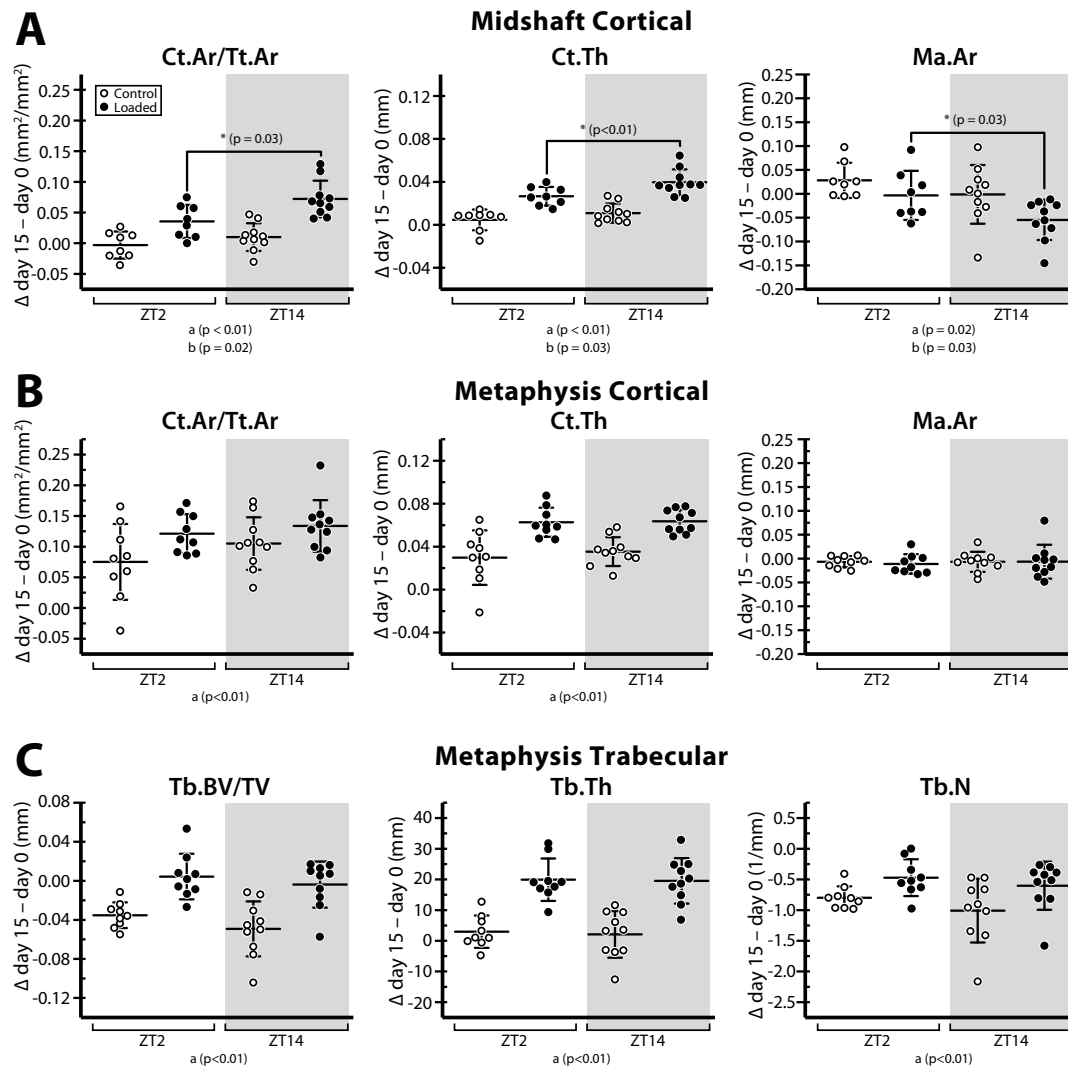 A
Midshaft Cortical
Ct.Ar/Tt.Ar
Δ day 15 – day 0 (mm²/mm²)
0.25
0.20
0.15
0.10
0.05
0.00
-0.05
Control
Loaded
* (p = 0.03)
ZT2
ZT14
a (p < 0.01)
b (p = 0.02)
Ct.Th
Δ day 15 – day 0 (mm)
0.12
0.08
0.04
0.00
-0.04
* (p<0.01)
ZT2
ZT14
a (p < 0.01)
b (p = 0.03)
Ma.Ar
Δ day 15 – day 0 (mm)
0.25
0.25
0.15
0.10
0.05
0.00
-0.05
-0.10
-0.15
-0.20
* (p = 0.03)
ZT2
ZT14
a (p = 0.02)
b (p = 0.03)
B
Metaphysis Cortical
Ct.Ar/Tt.Ar
Δ day 15 – day 0 (mm²/mm²)
0.25
0.20
0.15
0.10
0.05
0.00
-0.05
ZT2
ZT14
a (p<0.01)
Ct.Th
Δ day 15 – day 0 (mm)
0.12
0.08
0.04
0.0
-0.04
ZT2
ZT14
a (p<0.01)
Ma.Ar
Δ day 15 – day 0 (mm)
0.25
0.25
0.15
0.10
0.05
0.00
-0.05
-0.10
-0.15
-0.20
ZT2
ZT14
C
Metaphysis Trabecular
Tb.BV/TV
Δ day 15 – day 0 (mm)
0.08
0.04
0.00
-0.04
-0.08
-0.12
ZT2
ZT14
a (p<0.01)
Tb.Th
Δ day 15 – day 0 (mm)
40
30
20
10
0
-10
-20
ZT2
ZT14
a (p<0.01)
Tb.N
Δ day 15 – day 0 (1/mm)
0.5
0.0
-0.5
-1.0
-1.5
-2.0
-2.5
ZT2
ZT14
a (p<0.01)